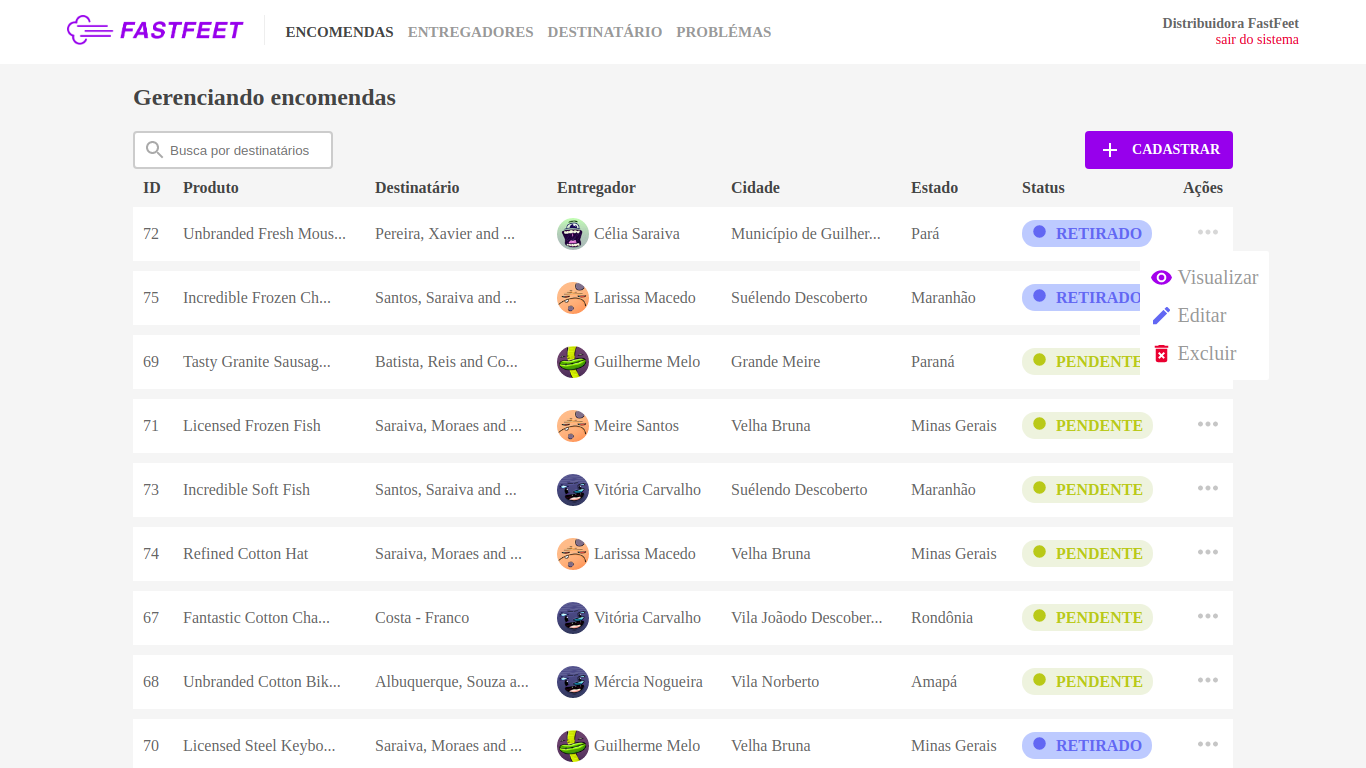 FASTFEET ENCOMENDAS ENTREGADORES DESTINATÁRIO PROBLÉMAS Distribuidora FastFeet
sair do sistema
Gerenciando encomendas
Busca por destinatários CADASTRAR
ID Produto Destinatário Entregador Cidade Estado Status Ações
72 Unbranded Fresh Mous... Pereira, Xavier and ... Célia Saraiva Município de Guilher... Pará RETIRADO
Visualizar
75 Incredible Frozen Ch... Santos, Saraiva and ... Larissa Macedo Suélendo Descoberto Maranhão RETIRADO
Editar
Excluir
69 Tasty Granite Sausag... Batista, Reis and Co... Guilherme Melo Grande Meire Paraná PENDENTE
71 Licensed Frozen Fish Saraiva, Moraes and ... Meire Santos Velha Bruna Minas Gerais PENDENTE
73 Incredible Soft Fish Santos, Saraiva and ... Vitória Carvalho Suélendo Descoberto Maranhão PENDENTE
74 Refined Cotton Hat Saraiva, Moraes and ... Larissa Macedo Velha Bruna Minas Gerais PENDENTE
67 Fantastic Cotton Cha... Costa - Franco Vitória Carvalho Vila Joãodo Descober... Rondônia PENDENTE
68 Unbranded Cotton Bik... Albuquerque, Souza a... Mércia Nogueira Vila Norberto Amapá PENDENTE
70 Licensed Steel Keybo... Saraiva, Moraes and ... Guilherme Melo Velha Bruna Minas Gerais RETIRADO